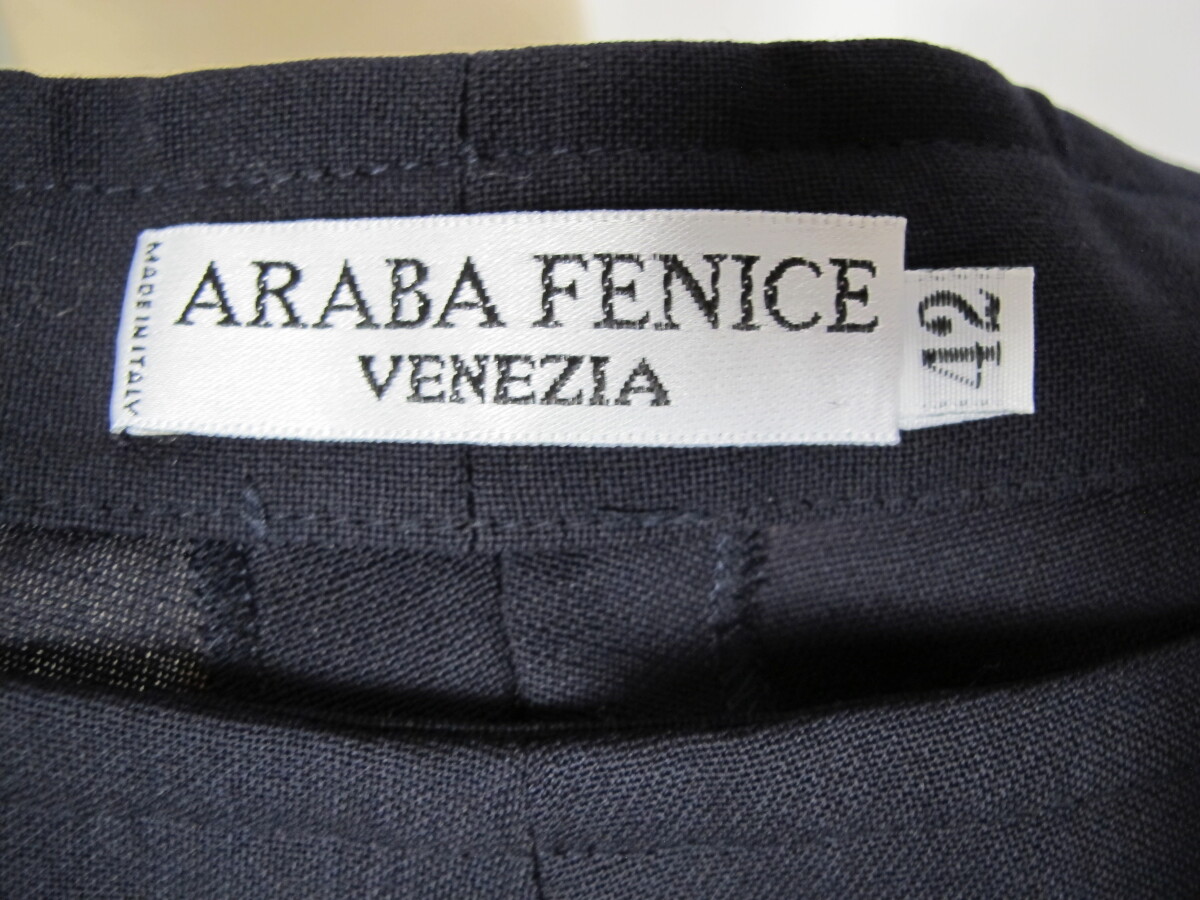 MADE IN ITALY
ARABA FENICE
VENEZIA
42